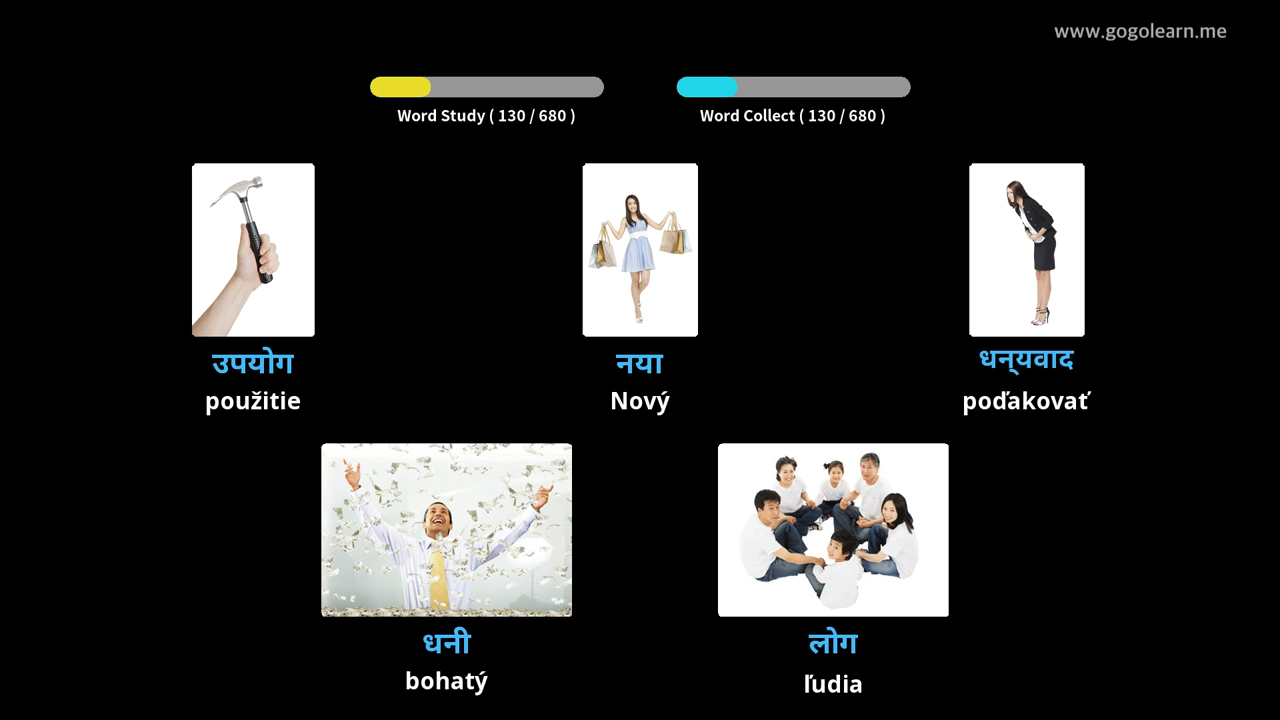 www.gogolearn.me
Word Study ( 130 / 680 )
Word Collect ( 130 / 680 )
उपयोग
použitie
नया
Nový
धन्यवाद
poďakovať
धनी
bohatý
लोग
ľudia